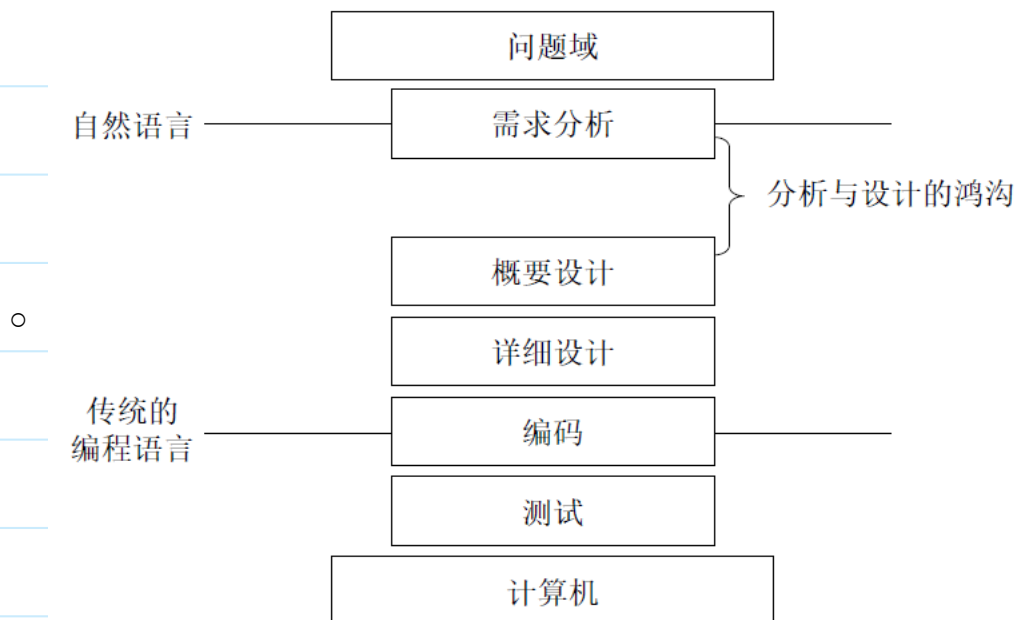 问题域
自然语言
需求分析
分析与设计的鸿沟
概要设计
详细设计
传统的
编程语言
编码
测试
计算机